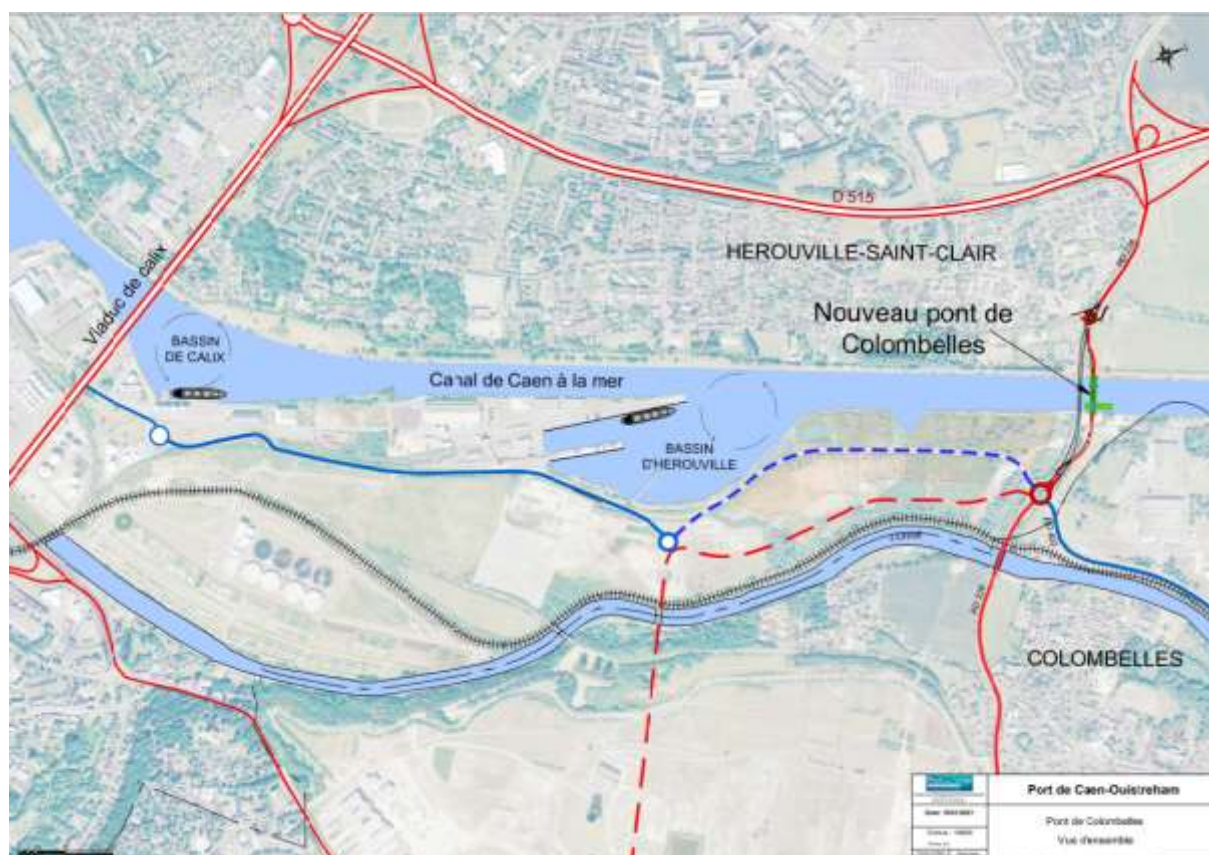 D 515
HEROUVILLE-SAINT-CLAIR
Viaduc de calix
Nouveau pont de
Colombelles
BASSIN
DE CALIX
Canal de Caen à la mer
BASSIN
D'HEROUVILLE
COLOMBELLES
Port de Caen-Ouistreham
Pont de Colombelles
Vue d'ensemble